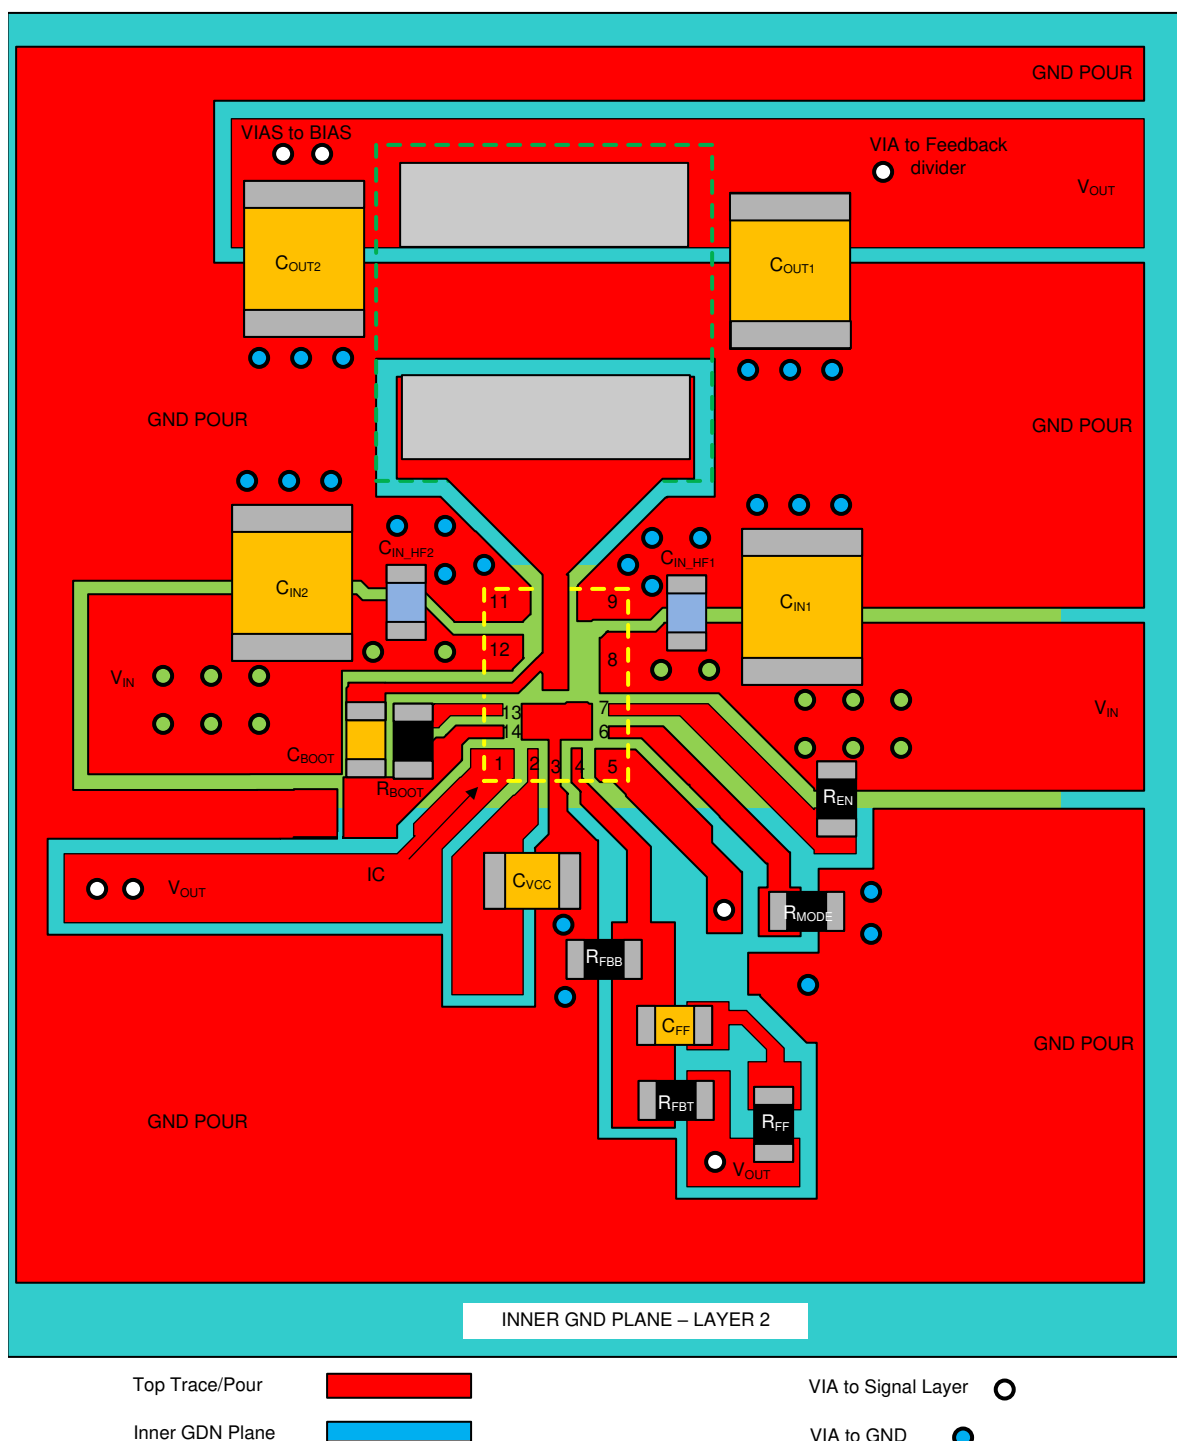 GND POUR
VIAS to BIAS
VIA to Feedback
divider
VOUT
COUT2
COUT1
GND POUR
GND POUR
CIN_HF2
CIN_HF1
CIN2
CIN1
11
9
12
8
VIN
VIN
13
7
14
6
CBOOT
1
2
3
4
5
RBOOT
REN
IC
VOUT
CVCC
RMODE
RFBB
CFF
GND POUR
RFBT
RFF
GND POUR
VOUT
INNER GND PLANE – LAYER 2
Top Trace/Pour
VIA to Signal Layer
Inner GDN Plane
VIA to GND